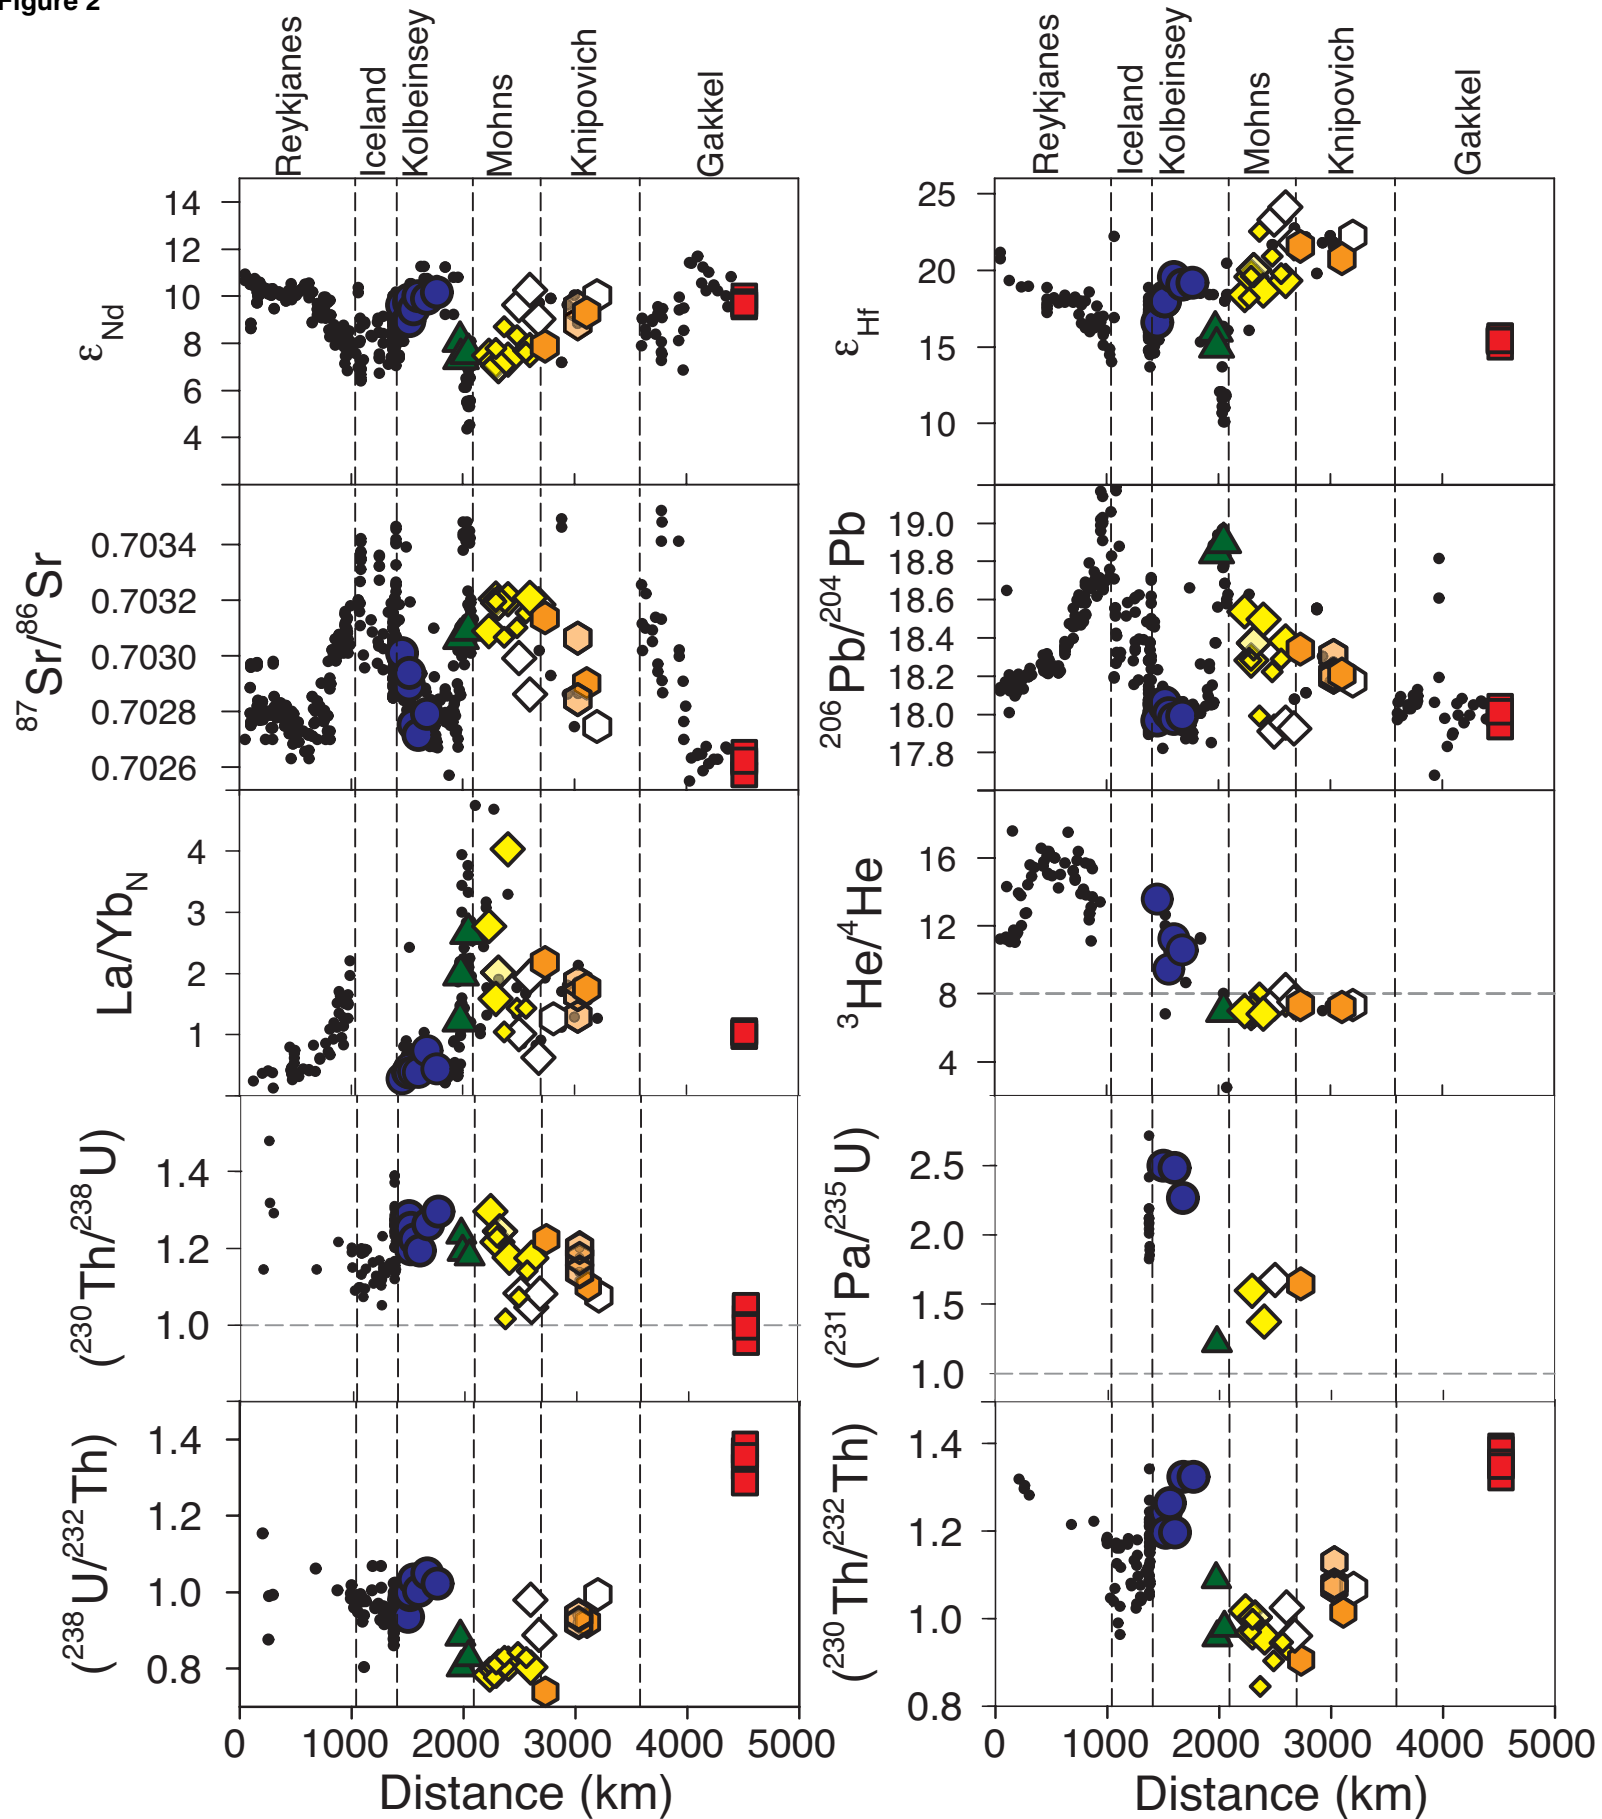 Figure 2
Reykjanes
Iceland
Kolbeinsey
Mohns
Knipovich
Gakkel
Reykjanes
Iceland
Kolbeinsey
Mohns
Knipovich
Gakkel
εNd
14
12
10
8
6
4
εHf
25
20
15
10
87Sr/86Sr
0.7034
0.7032
0.7030
0.7028
0.7026
206Pb/204Pb
19.0
18.8
18.6
18.4
18.2
18.0
17.8
La/YbN
4
3
2
1
3He/4He
16
12
8
4
(230Th/238U)
1.4
1.2
1.0
(231Pa/235U)
2.5
2.0
1.5
1.0
(238U/232Th)
1.4
1.2
1.0
0.8
(230Th/232Th)
1.4
1.2
1.0
0.8
0 1000 2000 3000 4000 5000
Distance (km)
0 1000 2000 3000 4000 5000
Distance (km)